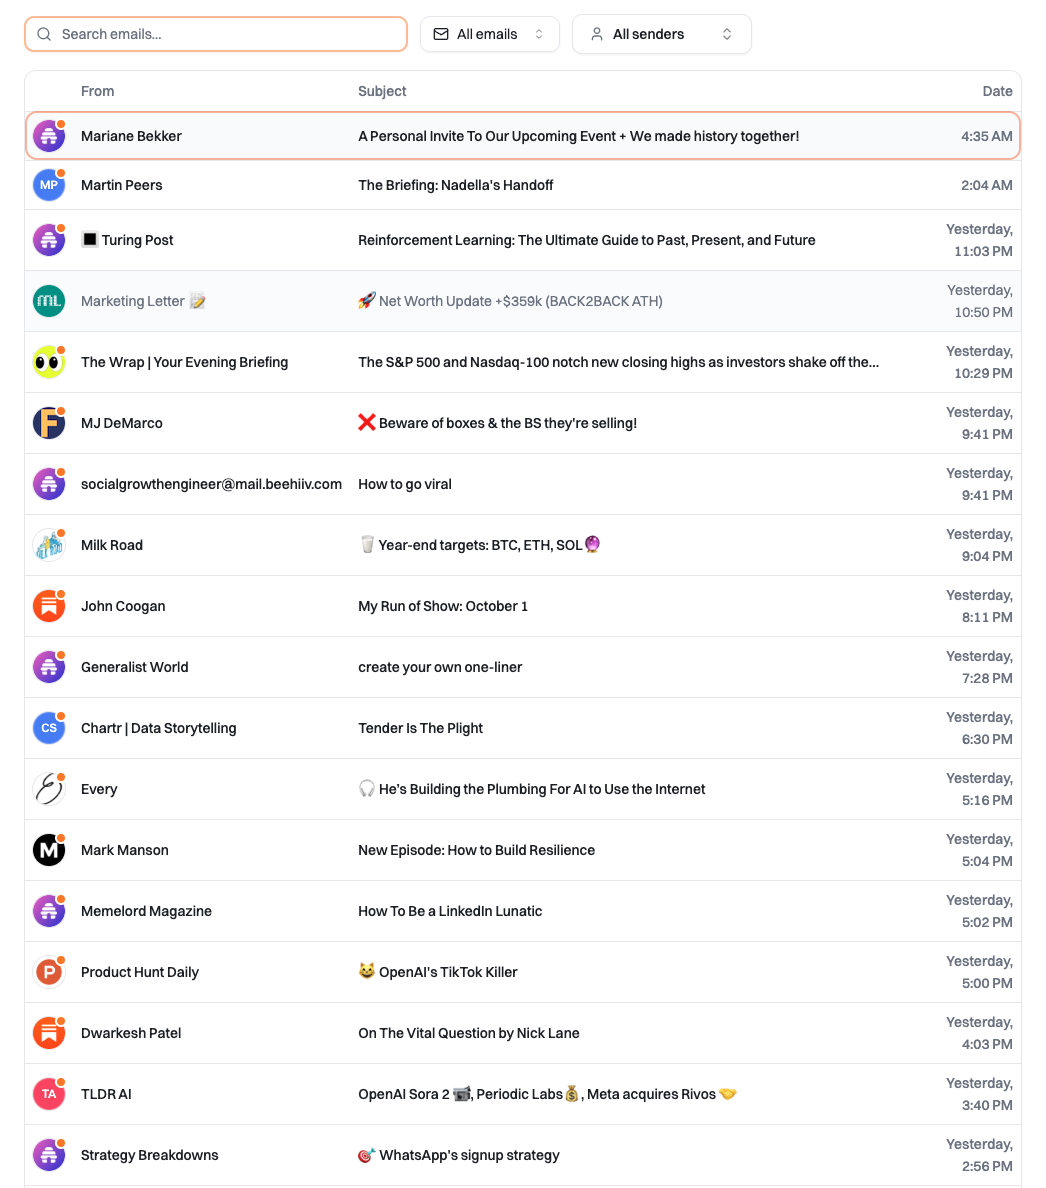 Search emails...
All emails
All senders
From Subject Date
Mariane Bekker A Personal Invite To Our Upcoming Event + We made history together! 4:35 AM
MP Martin Peers The Briefing: Nadella's Handoff 2:04 AM
🔳 Turing Post Reinforcement Learning: The Ultimate Guide to Past, Present, and Future Yesterday,
11:03 PM
ML Marketing Letter 📝 🚀 Net Worth Update +$359k (BACK2BACK ATH) Yesterday,
10:50 PM
The Wrap | Your Evening Briefing The S&P 500 and Nasdaq-100 notch new closing highs as investors shake off the... Yesterday,
10:29 PM
F MJ DeMarco ❌ Beware of boxes & the BS they're selling! Yesterday,
9:41 PM
socialgrowthengineer@mail.beehiiv.com How to go viral Yesterday,
9:41 PM
Milk Road 🥛 Year-end targets: BTC, ETH, SOL🔮 Yesterday,
9:04 PM
John Coogan My Run of Show: October 1 Yesterday,
8:11 PM
Generalist World create your own one-liner Yesterday,
7:28 PM
CS Chartr | Data Storytelling Tender Is The Plight Yesterday,
6:30 PM
Every 🎧 He's Building the Plumbing For AI to Use the Internet Yesterday,
5:16 PM
M Mark Manson New Episode: How to Build Resilience Yesterday,
5:04 PM
Memelord Magazine How To Be a LinkedIn Lunatic Yesterday,
5:02 PM
P Product Hunt Daily 😺 OpenAI's TikTok Killer Yesterday,
5:00 PM
Dwarkesh Patel On The Vital Question by Nick Lane Yesterday,
4:03 PM
TA TLDR AI OpenAI Sora 2 📹, Periodic Labs💰, Meta acquires Rivos 🤝 Yesterday,
3:40 PM
Strategy Breakdowns 🎯 WhatsApp's signup strategy Yesterday,
2:56 PM